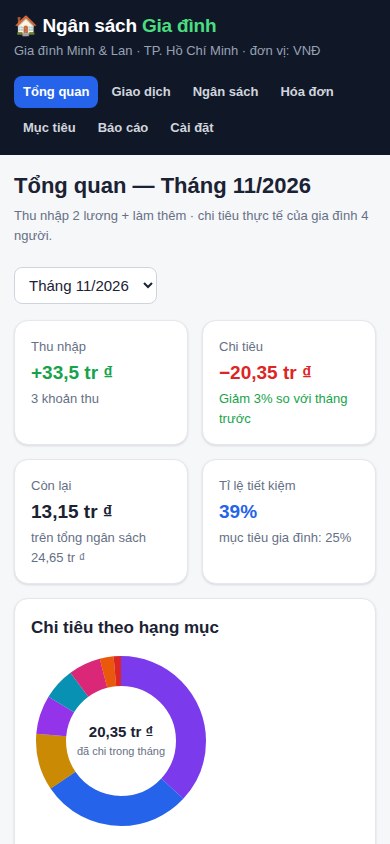 🏠 Ngân sách Gia đình
Gia đình Minh & Lan · TP. Hồ Chí Minh · đơn vị: VNĐ
Tổng quan Giao dịch Ngân sách Hóa đơn
Mục tiêu Báo cáo Cài đặt
Tổng quan — Tháng 11/2026
Thu nhập 2 lương + làm thêm · chi tiêu thực tế của gia đình 4
người.
Tháng 11/2026
Thu nhập
+33,5 tr ₫
3 khoản thu
Chi tiêu
−20,35 tr ₫
Giảm 3% so với tháng
trước
Còn lại
13,15 tr ₫
trên tổng ngân sách
24,65 tr ₫
Tỉ lệ tiết kiệm
39%
mục tiêu gia đình: 25%
Chi tiêu theo hạng mục
20,35 tr ₫
đã chi trong tháng